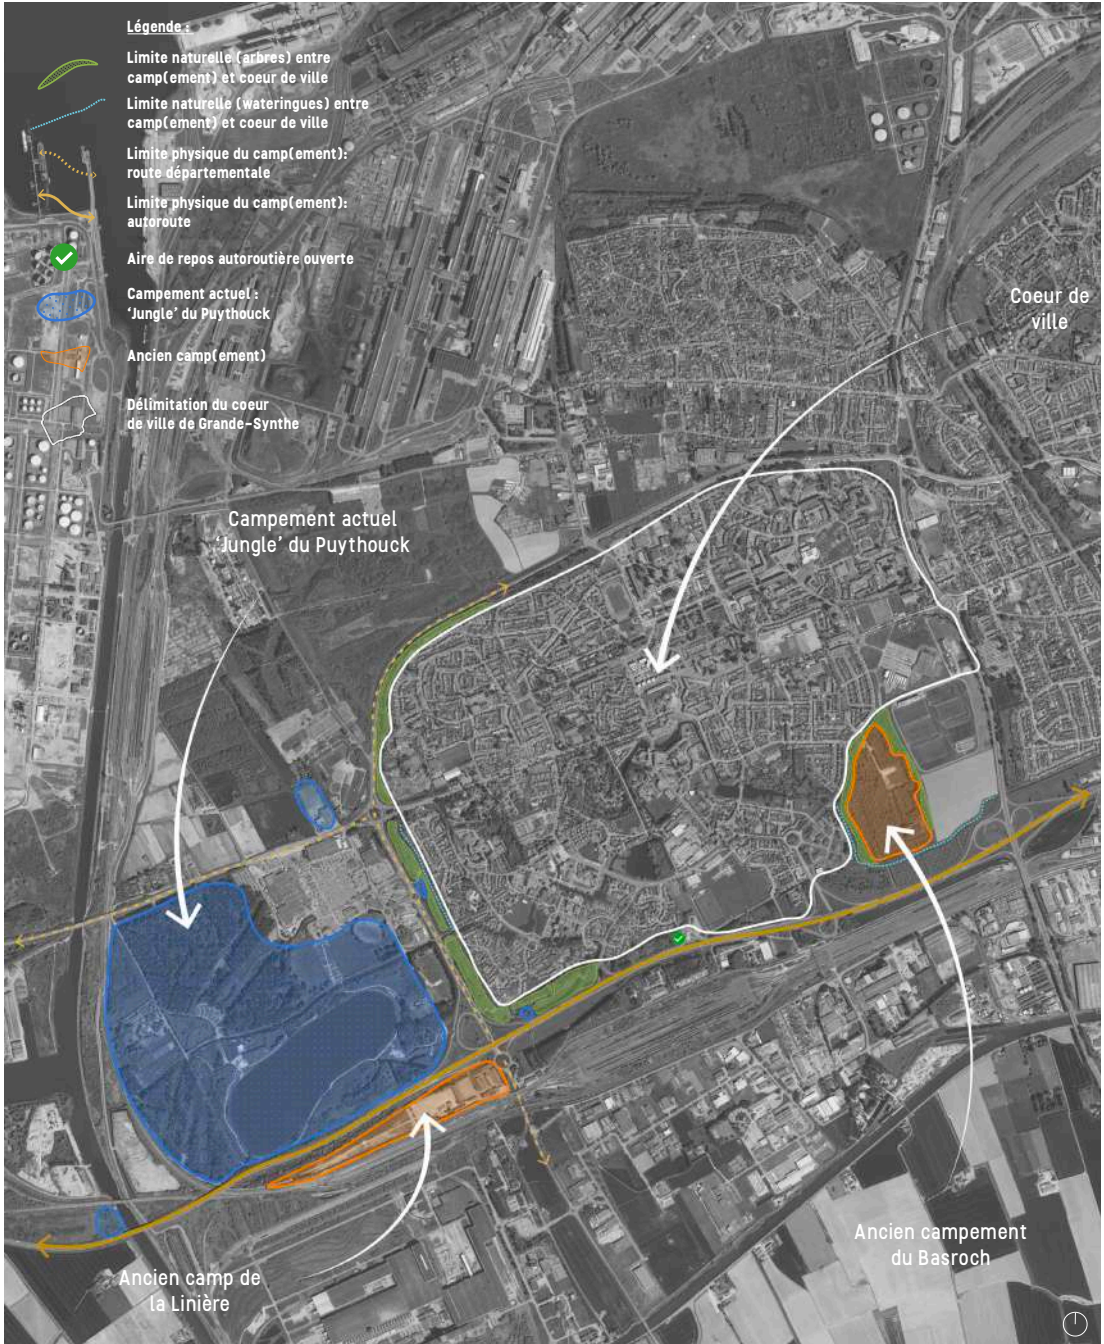 Légende :
Limite naturelle (arbres) entre
camp(ement) et coeur de ville
Limite naturelle (wateringues) entre
camp(ement) et coeur de ville
Limite physique du camp(ement):
route départementale
Limite physique du camp(ement):
autoroute
Aire de repos autoroutière ouverte
Campement actuel :
‘Jungle’ du Puythouck
Ancien camp(ement)
Délimitation du coeur
de ville de Grande-Synthe
Coeur de
ville
Campement actuel
‘Jungle’ du Puythouck
Ancien campement
du Basroch
Ancien camp de
la Linière